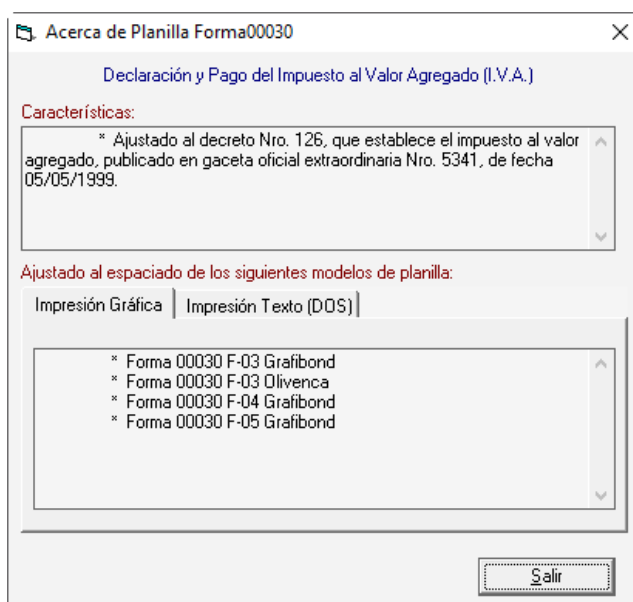 Acerca de Planilla Forma00030
Declaración y Pago del Impuesto al Valor Agregado (I.V.A.)
Características:
* Ajustado al decreto Nro. 126, que establece el impuesto al valor
agregado, publicado en gaceta oficial extraordinaria Nro. 5341, de fecha
05/05/1999.
Ajustado al espaciado de los siguientes modelos de planilla:
Impresión Gráfica Impresión Texto (DOS)
* Forma 00030 F-03 Grafibond
* Forma 00030 F-03 Olivenca
* Forma 00030 F-04 Grafibond
* Forma 00030 F-05 Grafibond
Salir